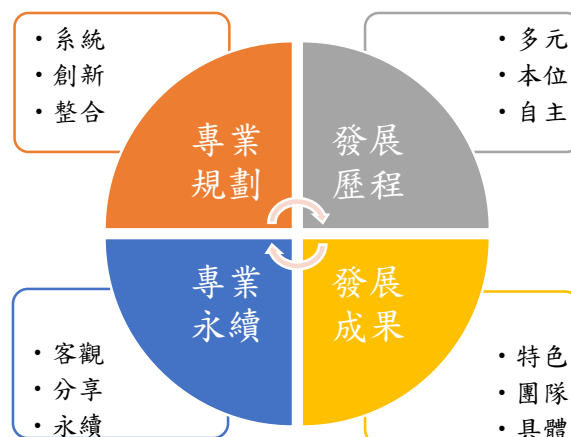 ・系統
・創新
・整合
專業
規劃
・多元
・本位
・自主
發展
歷程
專業
永續
・客觀
・分享
・永續
發展
成果
・特色
・團隊
・具體